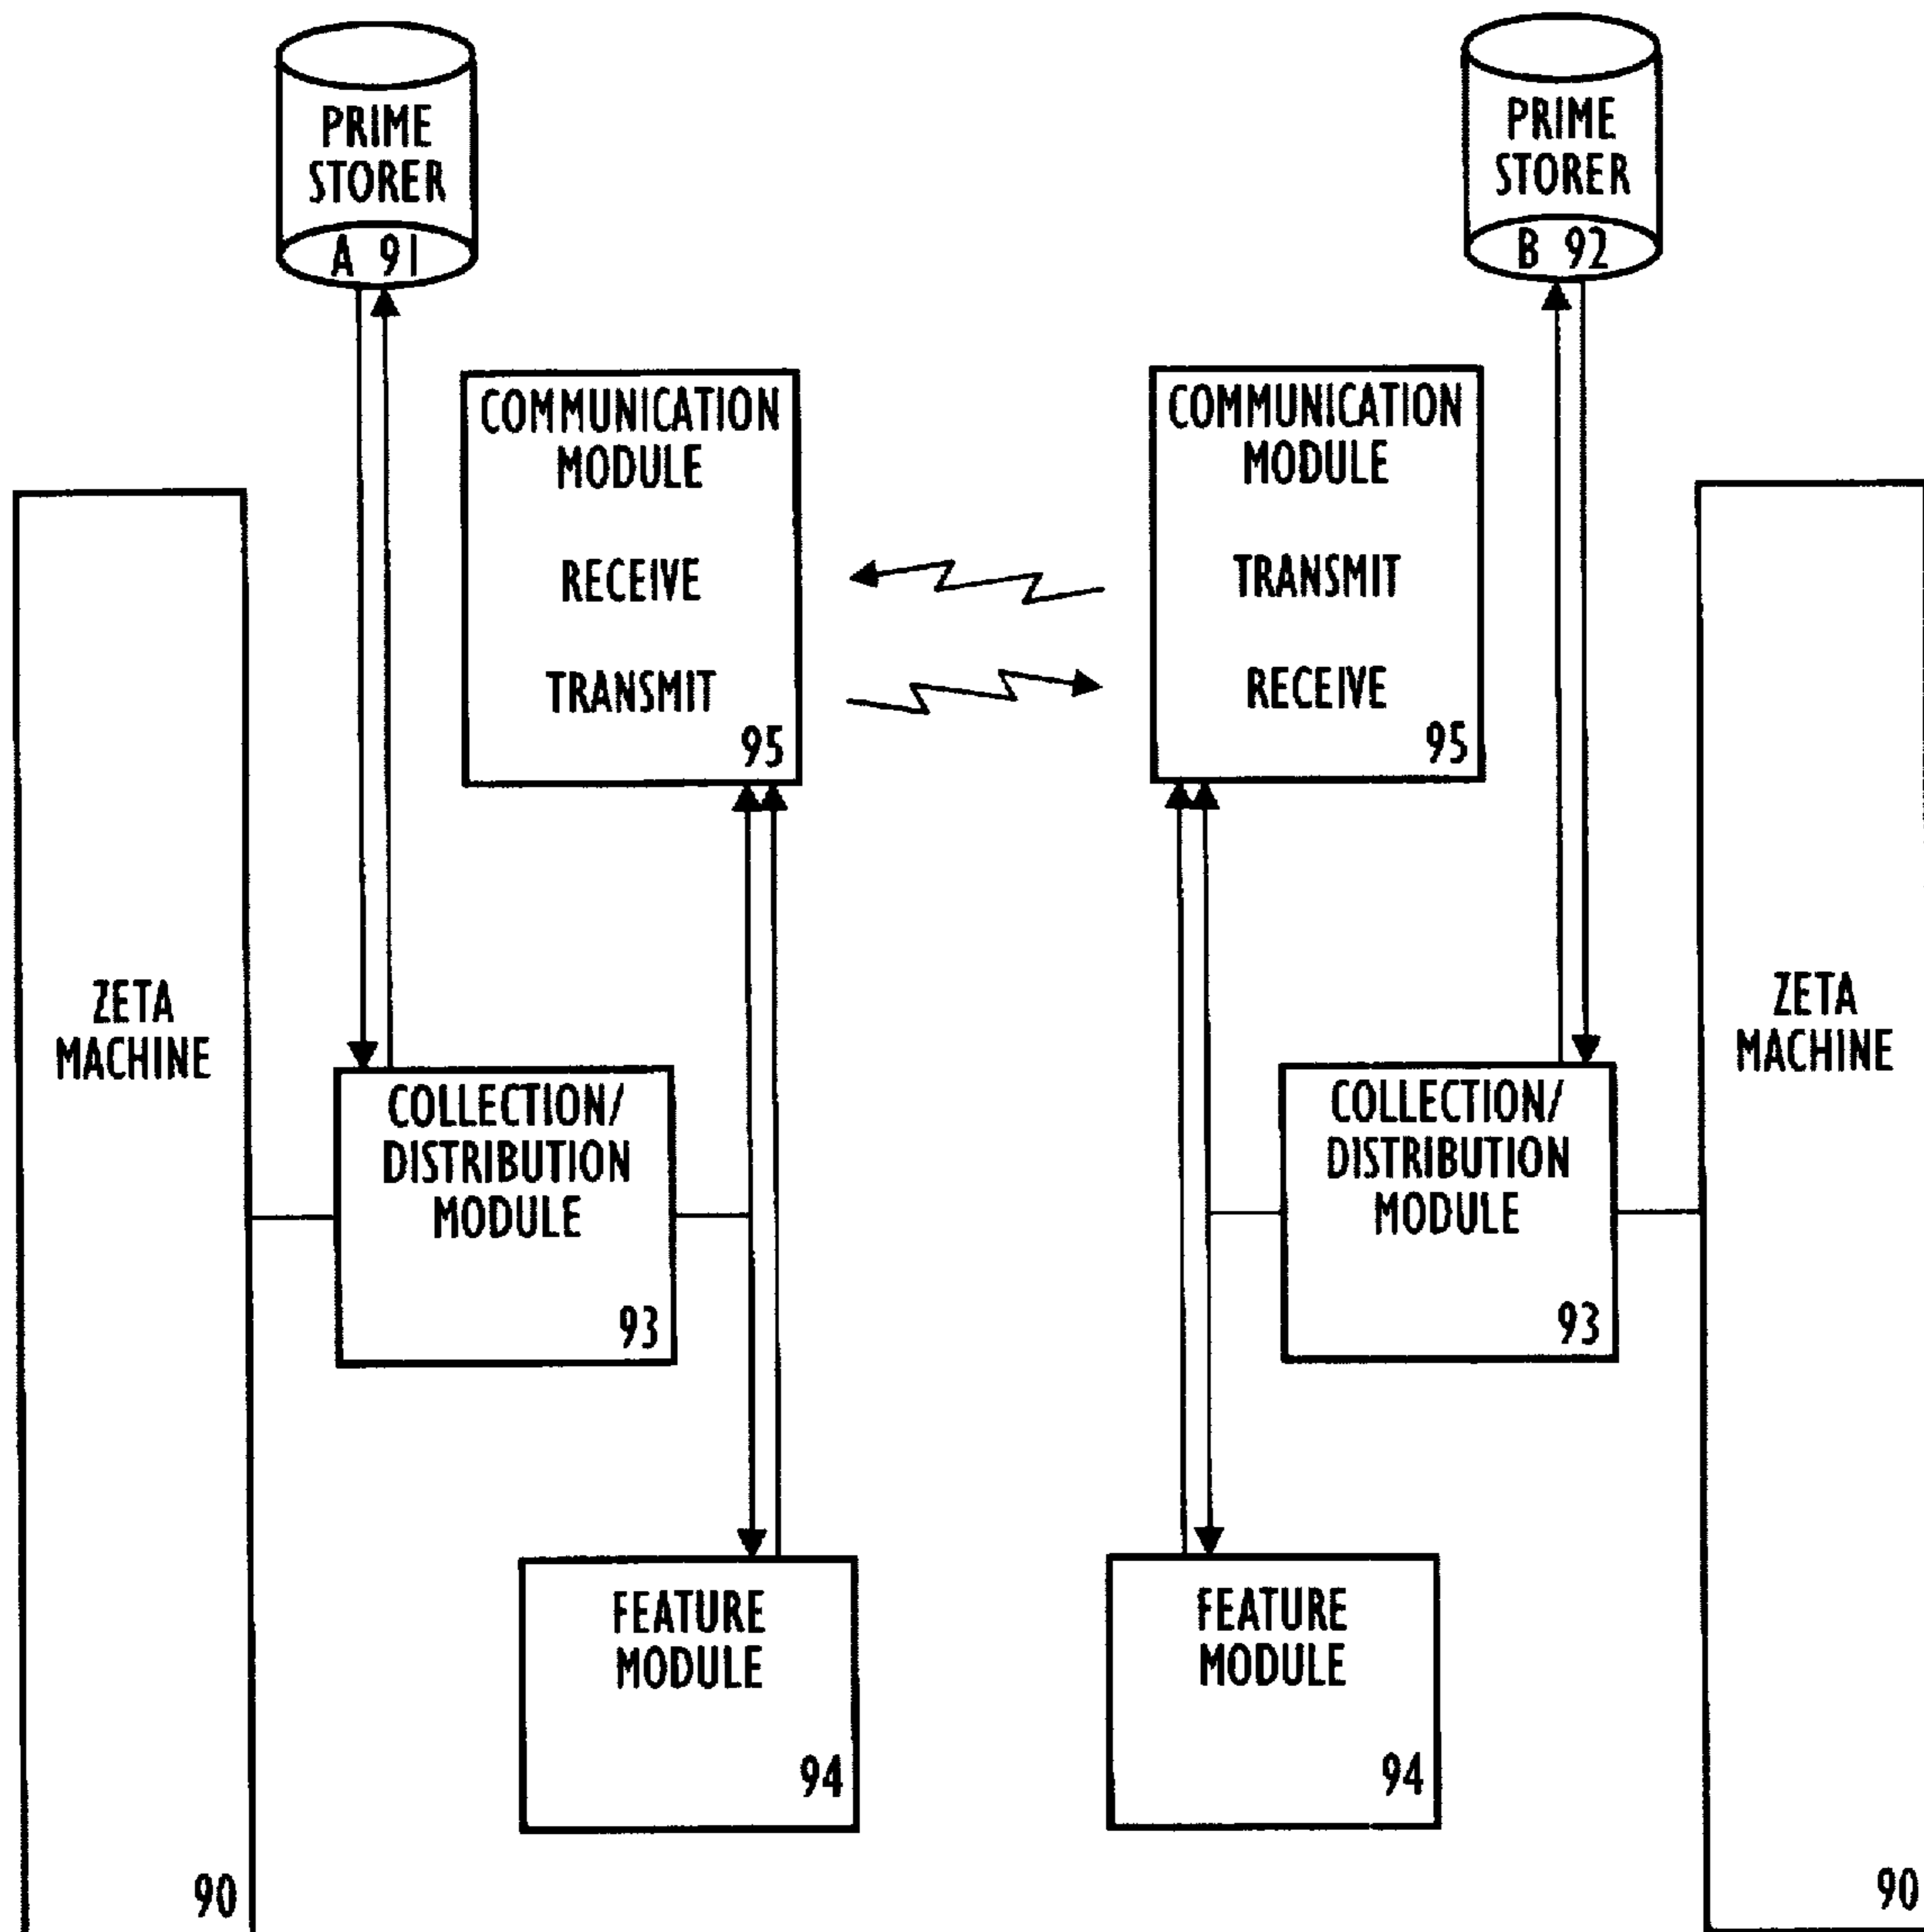 PRIME
STORER
A 91
PRIME
STORER
B 92
COMMUNICATION
MODULE
RECEIVE
TRANSMIT
95
COMMUNICATION
MODULE
TRANSMIT
RECEIVE
95
ZETA
MACHINE
90
COLLECTION/
DISTRIBUTION
MODULE
93
COLLECTION/
DISTRIBUTION
MODULE
93
ZETA
MACHINE
90
FEATURE
MODULE
94
FEATURE
MODULE
94